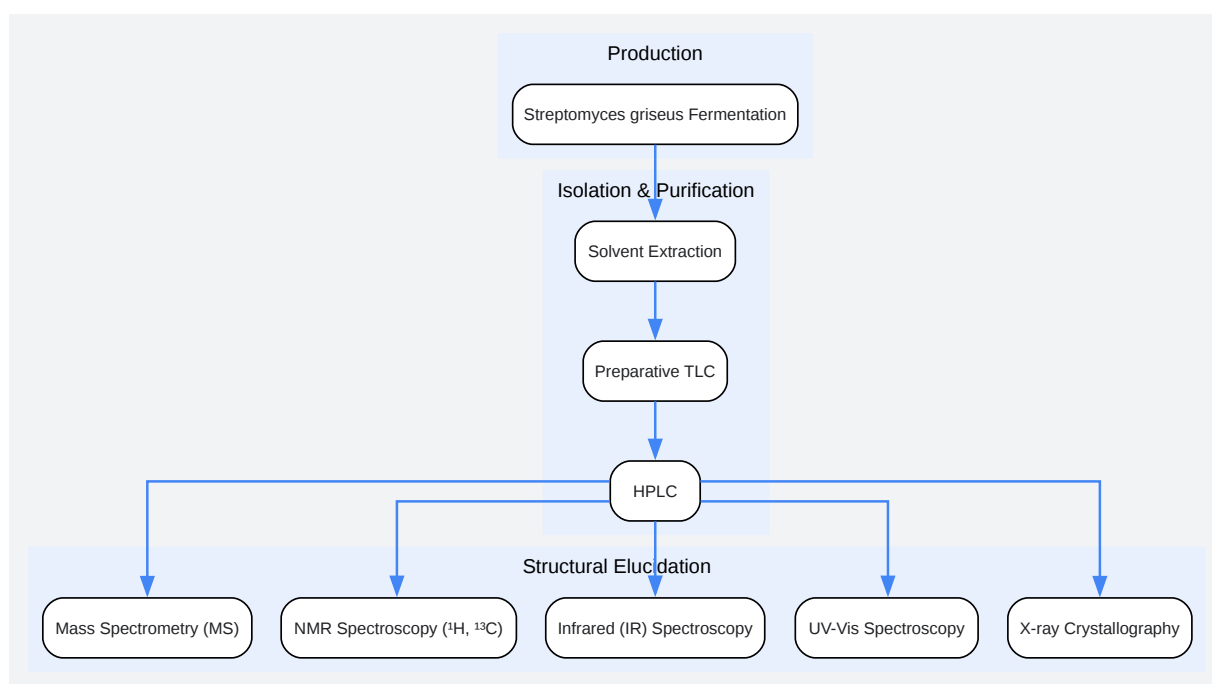 Production
Streptomyces griseus Fermentation
Isolation & Purification
Solvent Extraction
Preparative TLC
HPLC
Structural Elucidation
Mass Spectrometry (MS)
NMR Spectroscopy (¹H, ¹³C)
Infrared (IR) Spectroscopy
UV-Vis Spectroscopy
X-ray Crystallography